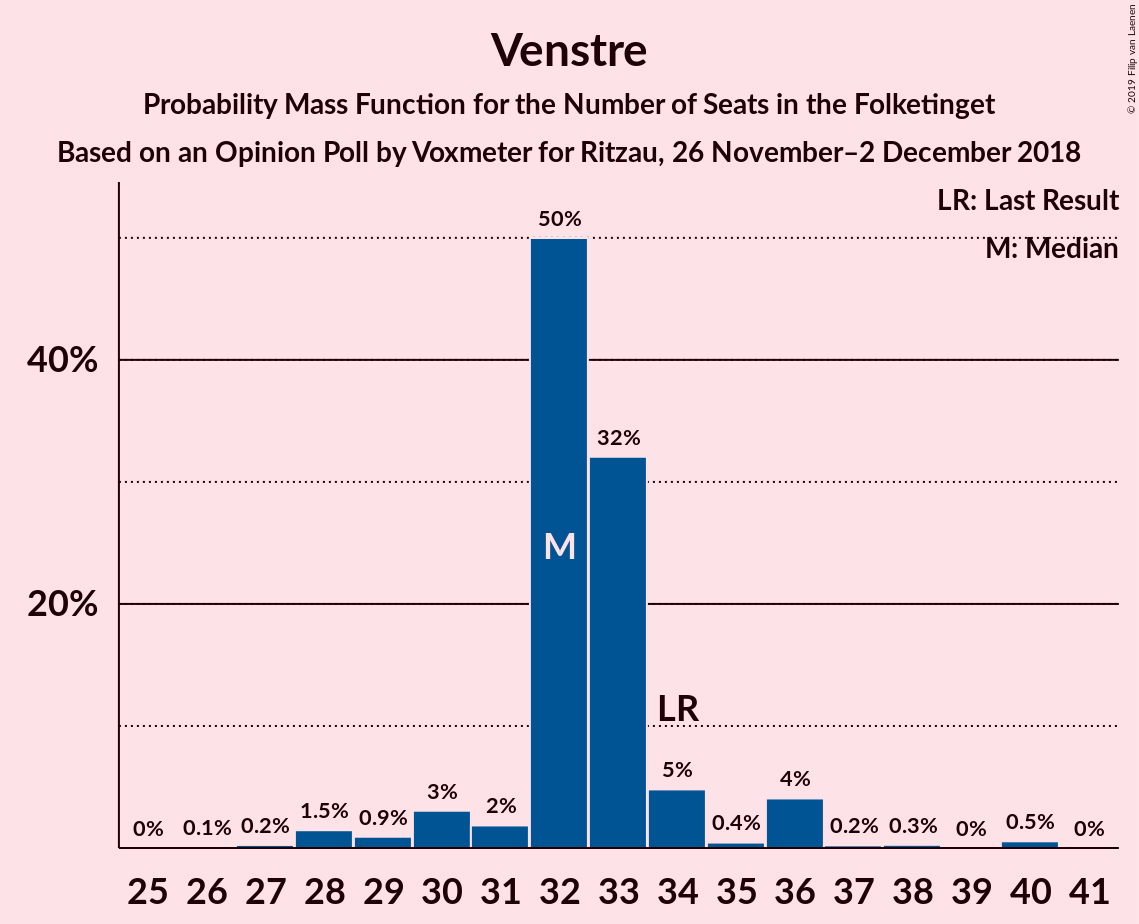 Venstre
Probability Mass Function for the Number of Seats in the Folketinget
Based on an Opinion Poll by Voxmeter for Ritzau, 26 November–2 December 2018
© 2019 Filip van Laenen
LR: Last Result
M: Median
50%
40%
32%
M
20%
LR
0% 0.1% 0.2% 1.5% 0.9% 3% 2% 5% 0.4% 4% 0.2% 0.3% 0% 0.5% 0%
25 26 27 28 29 30 31 32 33 34 35 36 37 38 39 40 41